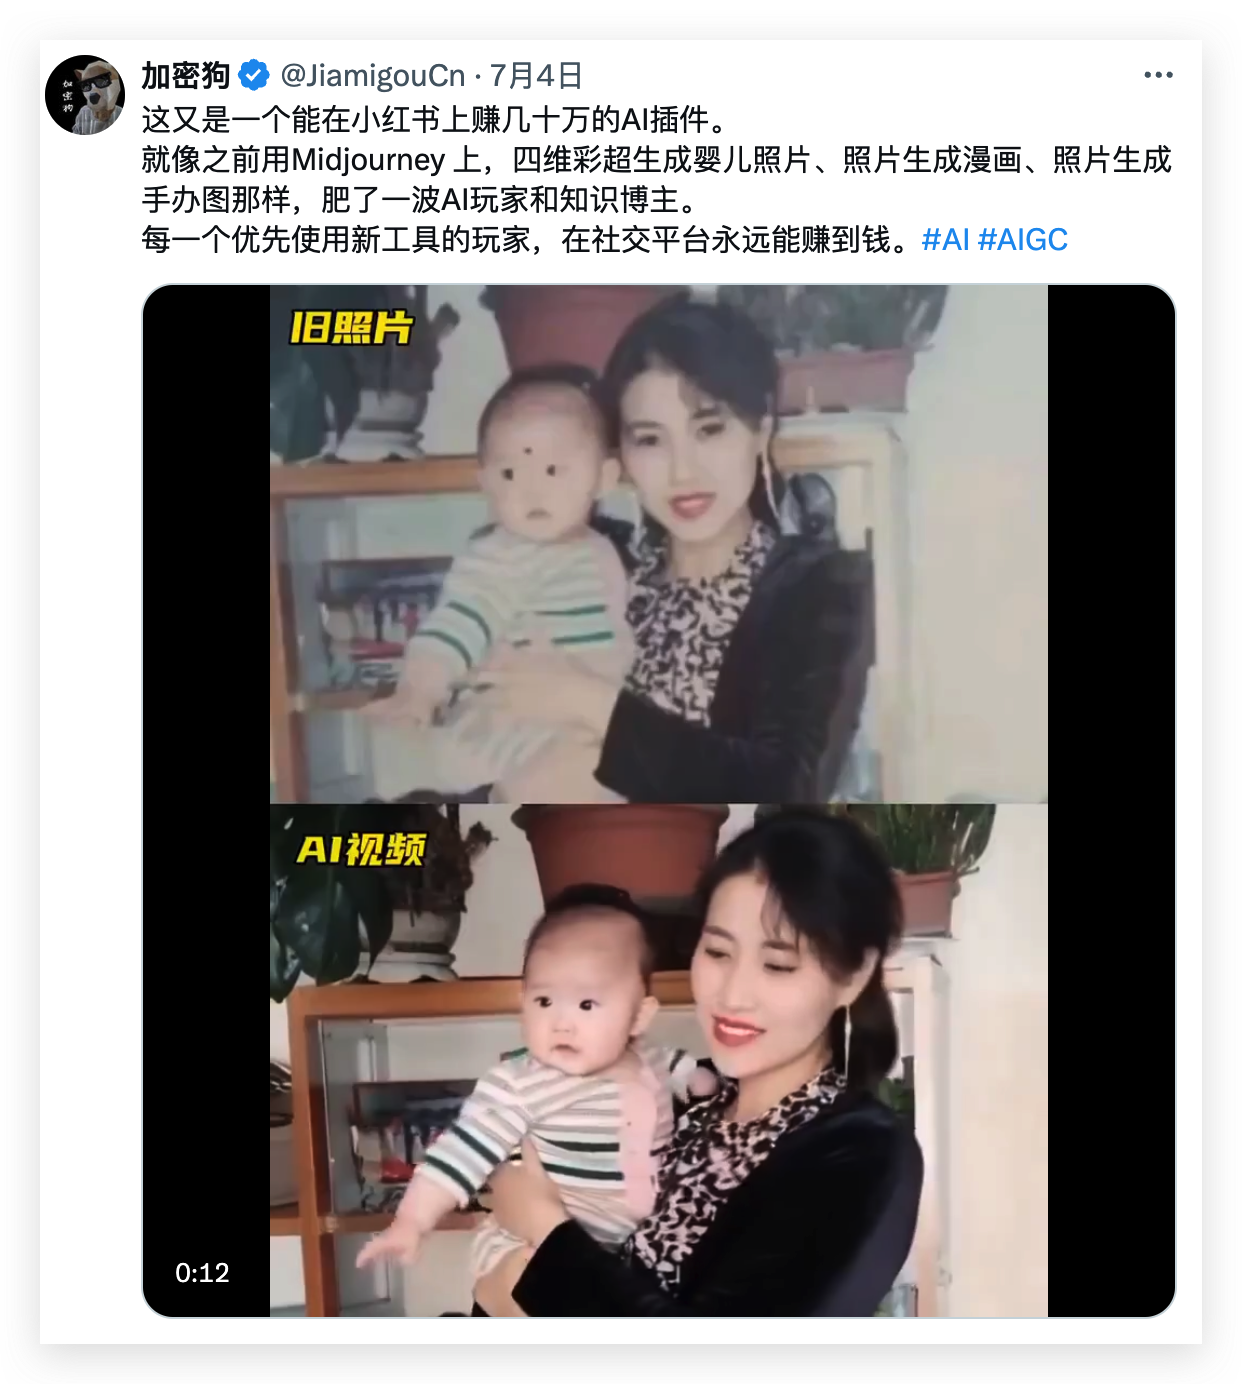 加密狗 @JiamigouCn · 7月4日
加密狗
这又是一个能在小红书上赚几十万的AI插件。
就像之前用Midjourney 上，四维彩超生成婴儿照片、照片生成漫画、照片生成
手办图那样，肥了一波AI玩家和知识博主。
每一个优先使用新工具的玩家，在社交平台永远能赚到钱。#AI #AIGC
旧照片
AI视频
0:12